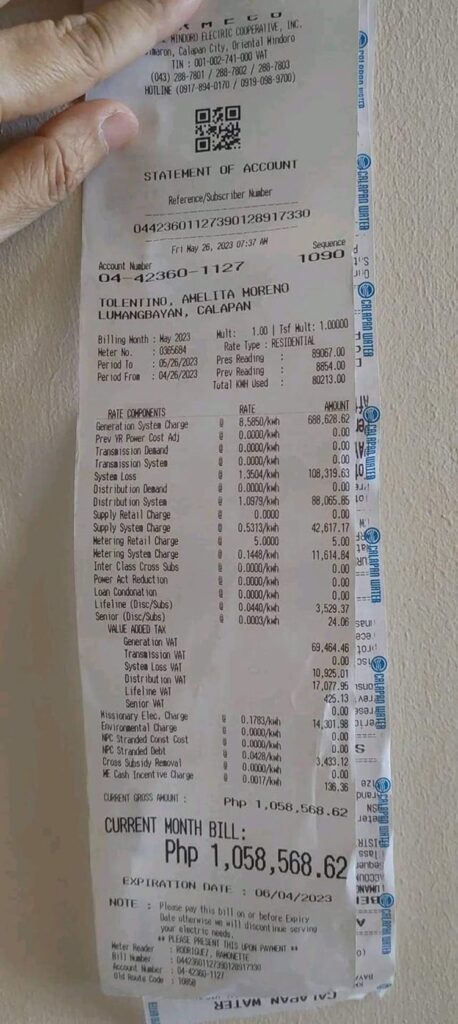 R M E C O
MINDORO ELECTRIC COOPERATIVE, INC.
Calapan City, Oriental Mindoro
TIN : 001-002-741-000 VAT
(043) 288-7801 / 288-7802 / 288-7803
HOTLINE (0917-894-0170 / 0919-098-9700)
STATEMENT OF ACCOUNT
Reference/Subscriber Number
04423601127390128917330
Fri May 26, 2023 07:37 AM
Account Number Sequence
04-42360-1127 1090
TOLENTINO, AMELITA MORENO
LUMANGBAYAN, CALAPAN
Billing Month : May 2023 Mult: 1.00 | Tsf Mult: 1.00000
Meter No. : 0365684 Rate Type : RESIDENTIAL
Period To : 05/26/2023 Pres Reading : 89067.00
Period From : 04/26/2023 Prev Reading : 8854.00
Total KWH Used : 80213.00
RATE COMPONENTS RATE AMOUNT
Generation System Charge @ 8.5850/kwh 688,628.62
Prev YR Power Cost Adj @ 0.0000/kwh 0.00
Transmission Demand @ 0.0000/kwh 0.00
Transmission System @ 0.0000/kwh 0.00
System Loss @ 1.3504/kwh 108,319.63
Distribution Demand @ 0.0000/kwh 0.00
Distribution System @ 1.0979/kwh 88,065.85
Supply Retail Charge @ 0.0000 0.00
Supply System Charge @ 0.5313/kwh 42,617.17
Metering Retail Charge @ 5.0000 5.00
Metering System Charge @ 0.1448/kwh 11,614.84
Inter Class Cross Subs @ 0.0000/kwh 0.00
Power Act Reduction @ 0.0000/kwh 0.00
Loan Condonation @ 0.0000/kwh 0.00
Lifeline (Disc/Subs) @ 0.0440/kwh 3,529.37
Senior (Disc/Subs) @ 0.0003/kwh 24.06
VALUE ADDED TAX
Generation VAT 69,464.46
Transmission VAT 0.00
System Loss VAT 10,925.01
Distribution VAT 17,077.95
Lifeline VAT 425.13
Senior VAT 0.00
Missionary Elec. Charge @ 0.1783/kwh 14,301.98
Environmental Charge @ 0.0000/kwh 0.00
NPC Stranded Const Cost @ 0.0000/kwh 0.00
NPC Stranded Debt @ 0.0428/kwh 3,433.12
Cross Subsidy Removal @ 0.0000/kwh 0.00
ME Cash Incentive Charge @ 0.0017/kwh 136.36
CURRENT GROSS AMOUNT : Php 1,058,568.62
CURRENT MONTH BILL:
Php 1,058,568.62
EXPIRATION DATE : 06/04/2023
NOTE : Please pay this bill on or before Expiry
Date otherwise we will discontinue serving
your electric needs.
** PLEASE PRESENT THIS UPON PAYMENT **
Meter Reader : RODRIGUEZ, RAMONETTE
Bill Number : 04423601127390128917330
Account Number : 04-42360-1127
Old Route Code : 10850
CALAPAN WATER
CALAPAN WATER
CALAPAN WATER
CALAPAN WATER
CALAPAN WATER
CALAPAN WATER
CALAPAN WATER
CALAPAN WATER
CALAPAN WATER